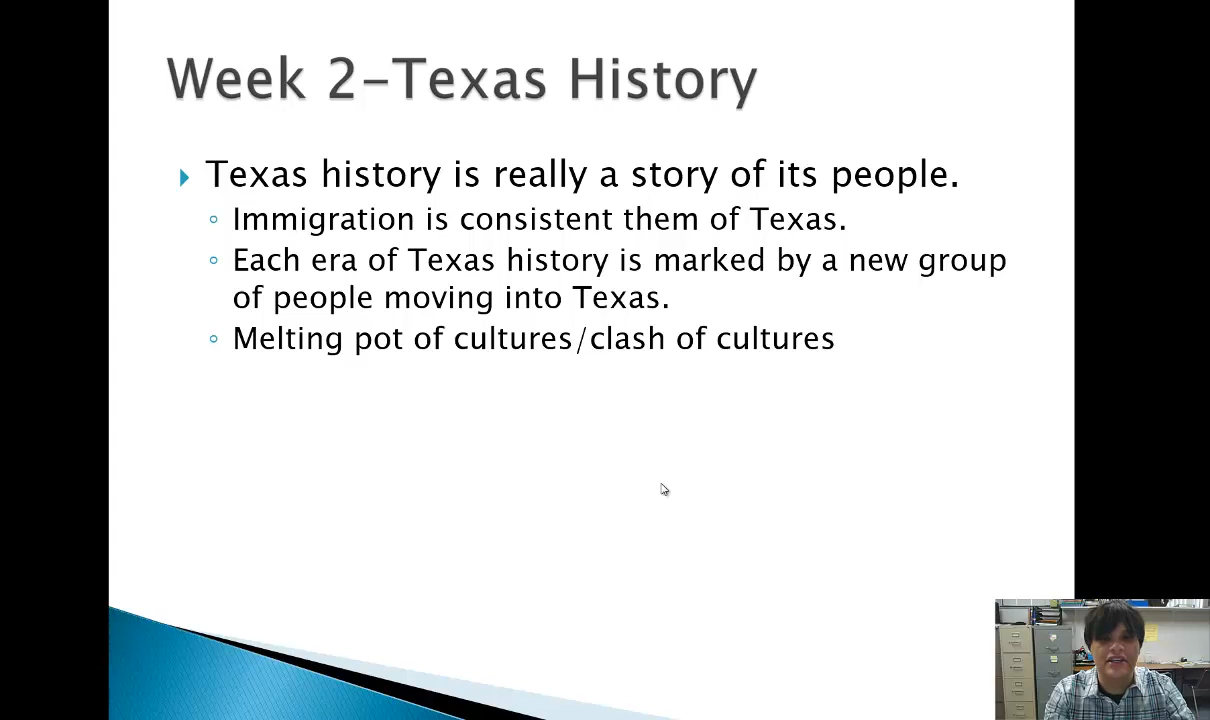 Week 2-Texas History
Texas history is really a story of its people.
Immigration is consistent them of Texas.
Each era of Texas history is marked by a new group
of people moving into Texas.
Melting pot of cultures/clash of cultures